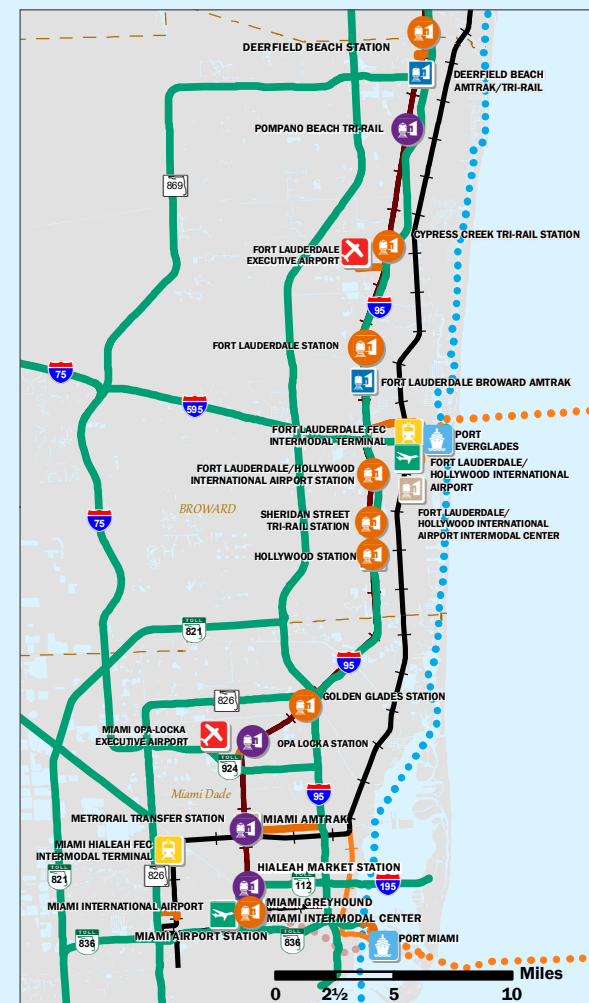 DEERFIELD BEACH STATION
DEERFIELD BEACH
AMTRAK/TRI-RAIL
POMPANO BEACH TRI-RAIL
869
CYPRESS CREEK TRI-RAIL STATION
FORT LAUDERDALE
EXECUTIVE AIRPORT
95
FORT LAUDERDALE STATION
75
FORT LAUDERDALE BROWARD AMTRAK
595
FORT LAUDERDALE FEC
INTERMODAL TERMINAL
PORT
EVERGLADES
FORT LAUDERDALE/
HOLLYWOOD INTERNATIONAL
AIRPORT
FORT LAUDERDALE/HOLLYWOOD
INTERNATIONAL AIRPORT STATION
FORT LAUDERDALE/
HOLLYWOOD INTERNATIONAL
AIRPORT INTERMODAL CENTER
BROWARD
75
SHERIDAN STREET
TRI-RAIL STATION
HOLLYWOOD STATION
TOLL
821
95
826
GOLDEN GLADES STATION
MIAMI OPA-LOCKA
EXECUTIVE AIRPORT
OPA LOCKA STATION
TOLL
924
Miami Dade
95
METRORAIL TRANSFER STATION
MIAMI AMTRAK
MIAMI HIALEAH FEC
INTERMODAL TERMINAL
HIALEAH MARKET STATION
TOLL
821
826
TOLL
112
195
MIAMI INTERNATIONAL AIRPORT
MIAMI GREYHOUND
MIAMI INTERMODAL CENTER
MIAMI AIRPORT STATION
TOLL
836
TOLL
836
PORT MIAMI
Miles
0 2½ 5 10